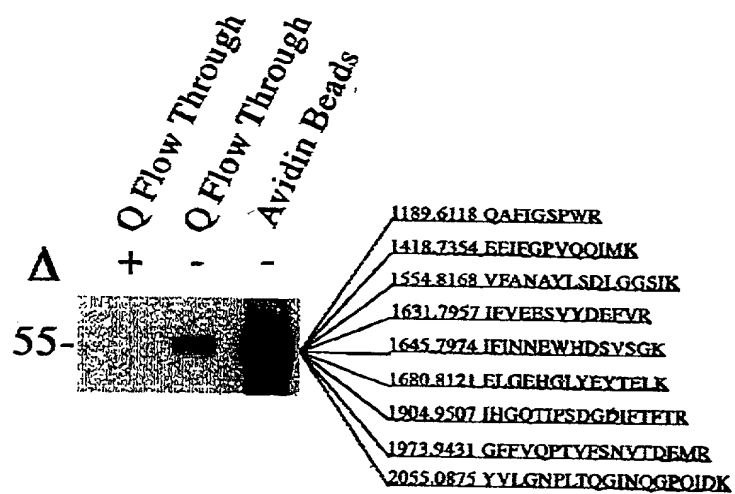 Q Flow Through
Q Flow Through
Avidin Beads
Δ + - -
55-
1189.6118 QAFIGSPWR
1418.7354 EEIFGPVQQIMK
1554.8168 VFANAYLSDLGGSIK
1631.7957 IFVEESVYDEFVR
1645.7974 IFINNEWHDSVSGK
1680.8121 ELGEHGLYEYTELK
1904.9507 IHGQTIPSDGDIFTFTR
1973.9431 GFFVQPTVFSNVTDEMR
2055.0875 YVLGNPLTQGINQGPQIDK